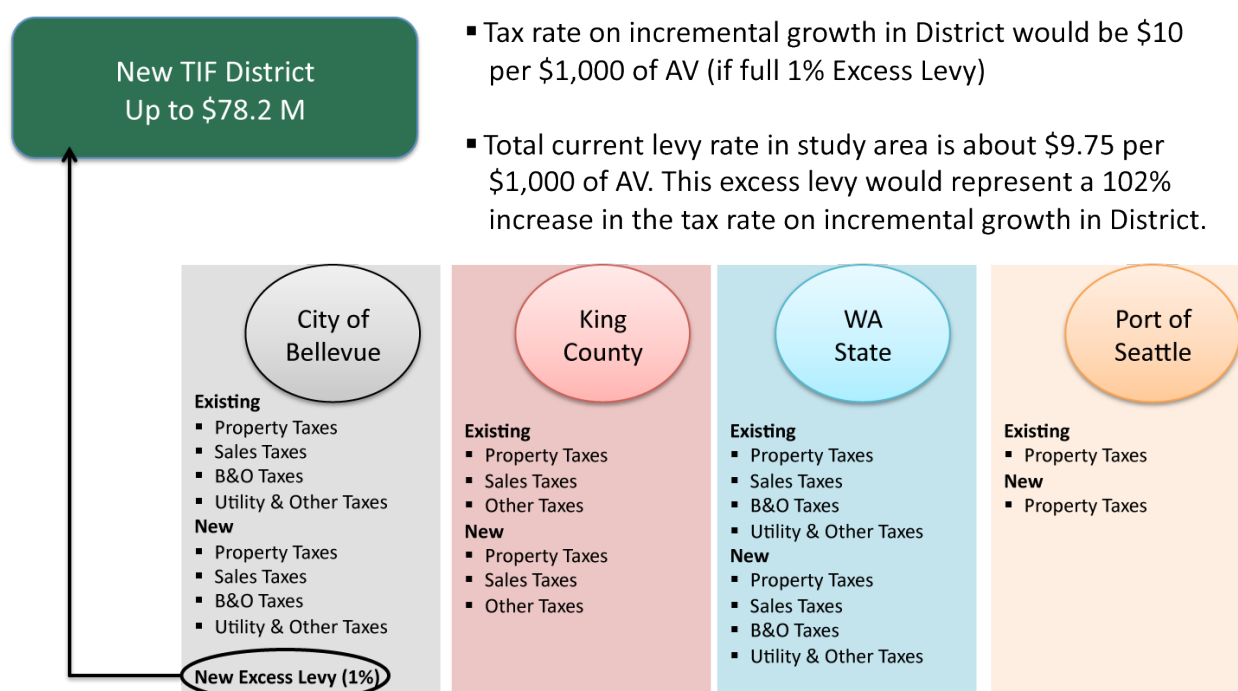 New TIF District
Up to $78.2 M
▪ Tax rate on incremental growth in District would be $10
per $1,000 of AV (if full 1% Excess Levy)
▪ Total current levy rate in study area is about $9.75 per
$1,000 of AV. This excess levy would represent a 102%
increase in the tax rate on incremental growth in District.
City of
Bellevue
Existing
▪ Property Taxes
▪ Sales Taxes
▪ B&O Taxes
▪ Utility & Other Taxes
New
▪ Property Taxes
▪ Sales Taxes
▪ B&O Taxes
▪ Utility & Other Taxes
New Excess Levy (1%)
King
County
Existing
▪ Property Taxes
▪ Sales Taxes
▪ Other Taxes
New
▪ Property Taxes
▪ Sales Taxes
▪ Other Taxes
WA
State
Existing
▪ Property Taxes
▪ Sales Taxes
▪ B&O Taxes
▪ Utility & Other Taxes
New
▪ Property Taxes
▪ Sales Taxes
▪ B&O Taxes
▪ Utility & Other Taxes
Port of
Seattle
Existing
▪ Property Taxes
New
▪ Property Taxes